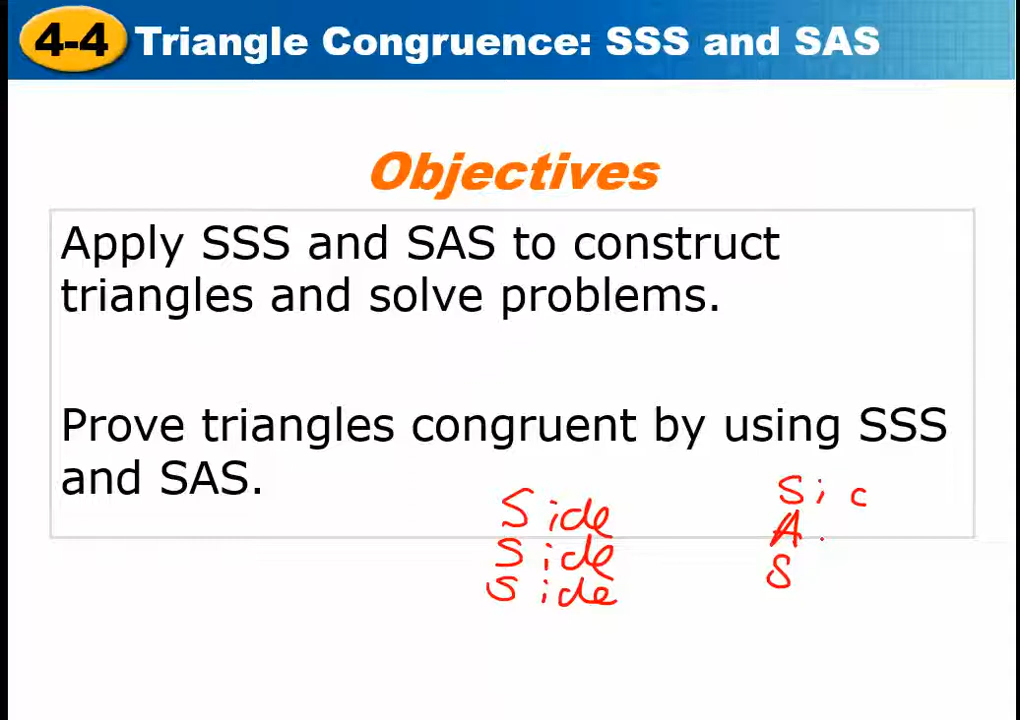 4-4 Triangle Congruence: SSS and SAS
Objectives
Apply SSS and SAS to construct
triangles and solve problems.
Prove triangles congruent by using SSS
and SAS.
Side
Side
Side
Sic
A
S